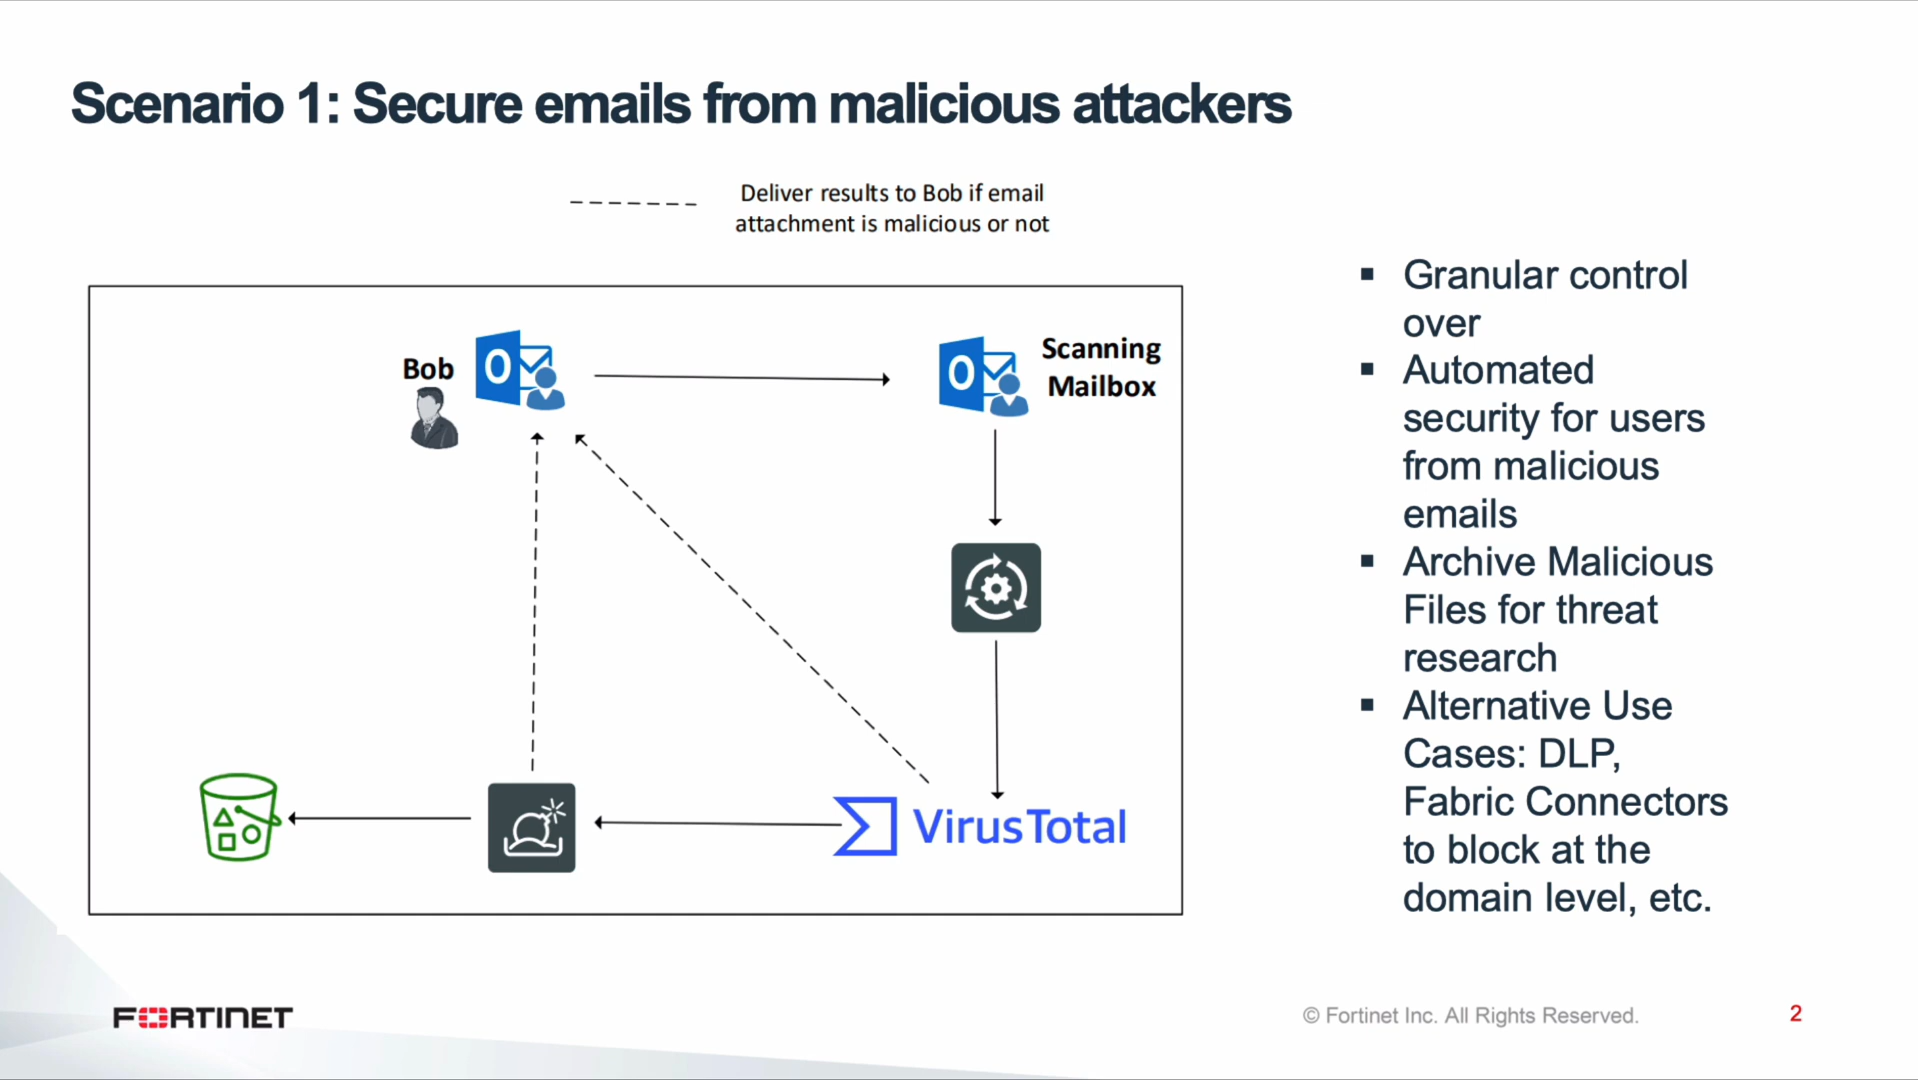 Scenario 1: Secure emails from malicious attackers
Deliver results to Bob if email
attachment is malicious or not
Bob
Scanning
Mailbox
VirusTotal
▪ Granular control
over
▪ Automated
security for users
from malicious
emails
▪ Archive Malicious
Files for threat
research
▪ Alternative Use
Cases: DLP,
Fabric Connectors
to block at the
domain level, etc.
FORTINET
© Fortinet Inc. All Rights Reserved.
2